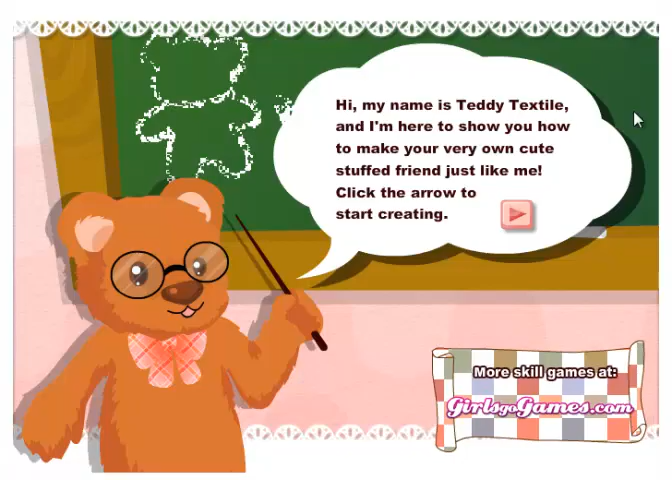 Hi, my name is Teddy Textile,
and I'm here to show you how
to make your very own cute
stuffed friend just like me!
Click the arrow to
start creating.
More skill games at:
GirlsgoGames.com